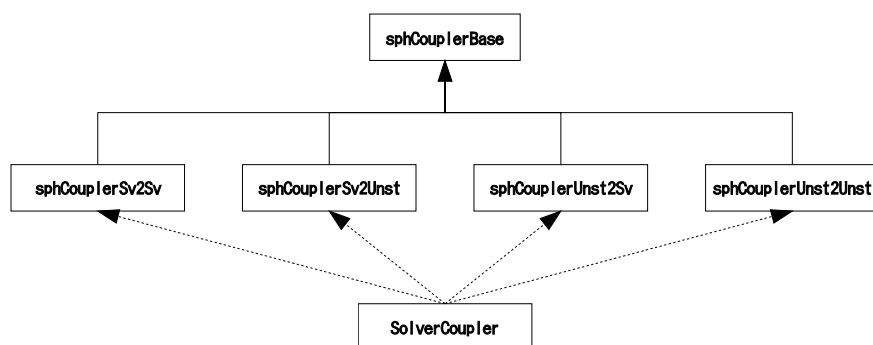 sphCouplerBase
sphCouplerSv2Sv
sphCouplerSv2Unst
sphCouplerUnst2Sv
sphCouplerUnst2Unst
SolverCoupler